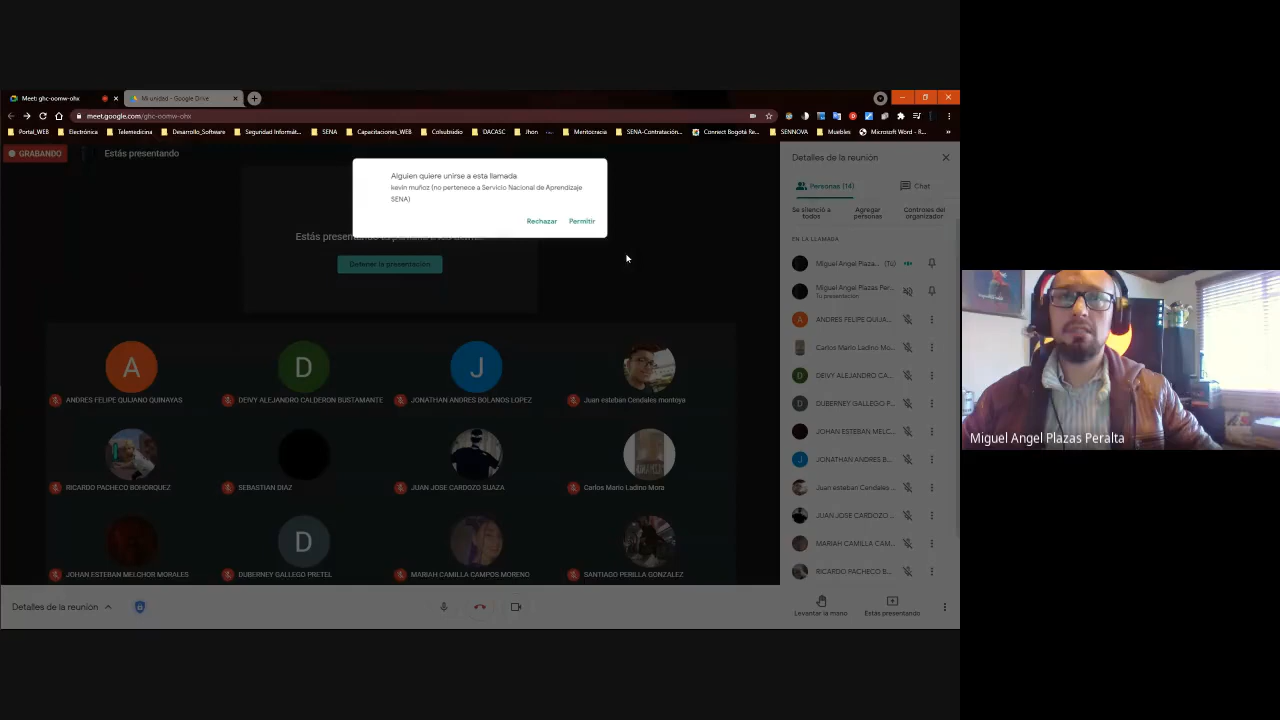 Meet: ghc-oomw-ohx
Mi unidad - Google Drive
meet.google.com/ghc-oomw-ohx
Portal_WEB
Electrónica
Telemedicina
Desarrollo_Software
Seguridad Informát...
SENA
Capacitaciones_WEB
Colsubsidio
DACASC
Jhon
Meritocracia
SENA-Contratación...
Connect Bogotá Re...
SENNOVA
Muebles
Microsoft Word - R...
GRABANDO
Estás presentando
Alguien quiere unirse a esta llamada
kevin muñoz (no pertenece a Servicio Nacional de Aprendizaje
SENA)
Rechazar
Permitir
Detener la presentación
A
D
J
ANDRES FELIPE QUIJANO QUINAYAS
DEIVY ALEJANDRO CALDERON BUSTAMANTE
JONATHAN ANDRES BOLANOS LOPEZ
Juan esteban Cendales montoya
RICARDO PACHECO BOHORQUEZ
SEBASTIAN DIAZ
JUAN JOSE CARDOZO SUAZA
Carlos Mario Ladino Mora
D
JOHAN ESTEBAN MELCHOR MORALES
DUBERNEY GALLEGO PRETEL
MARIAH CAMILLA CAMPOS MORENO
SANTIAGO PERILLA GONZALEZ
Detalles de la reunión
Detalles de la reunión
Personas (14)
Chat
Se silenció a
todos
Agregar
personas
Controles del
organizador
EN LA LLAMADA
Miguel Angel Plaza... (Tú)
Miguel Angel Plazas Per...
Tu presentación
A
ANDRES FELIPE QUIJA...
Carlos Mario Ladino Mo...
D
DEIVY ALEJANDRO CA...
DUBERNEY GALLEGO P...
JOHAN ESTEBAN MELC...
J
JONATHAN ANDRES B...
Juan esteban Cendales ...
JUAN JOSE CARDOZO ...
MARIAH CAMILLA CAM...
RICARDO PACHECO B...
Levantar la mano
Estás presentando
Miguel Angel Plazas Peralta